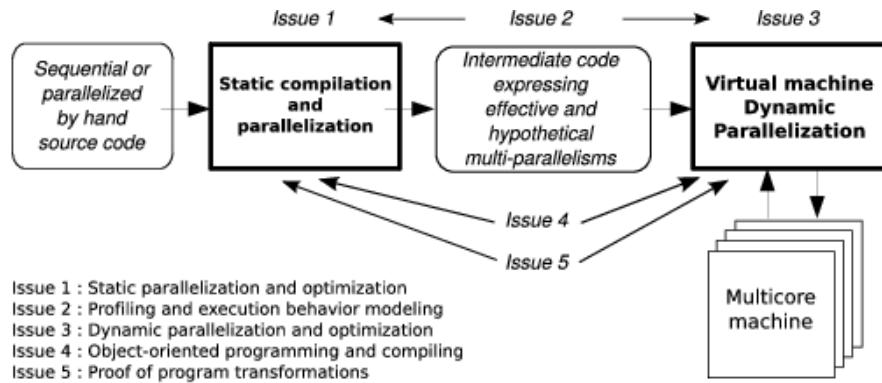 Issue 1
Issue 2
Issue 3
Sequential or
parallelized
by hand
source code
Static compilation
and
parallelization
Intermediate code
expressing
effective and
hypothetical
multi-parallelisms
Virtual machine
Dynamic
Parallelization
Issue 4
Issue 5
Multicore
machine
Issue 1 : Static parallelization and optimization
Issue 2 : Profiling and execution behavior modeling
Issue 3 : Dynamic parallelization and optimization
Issue 4 : Object-oriented programming and compiling
Issue 5 : Proof of program transformations